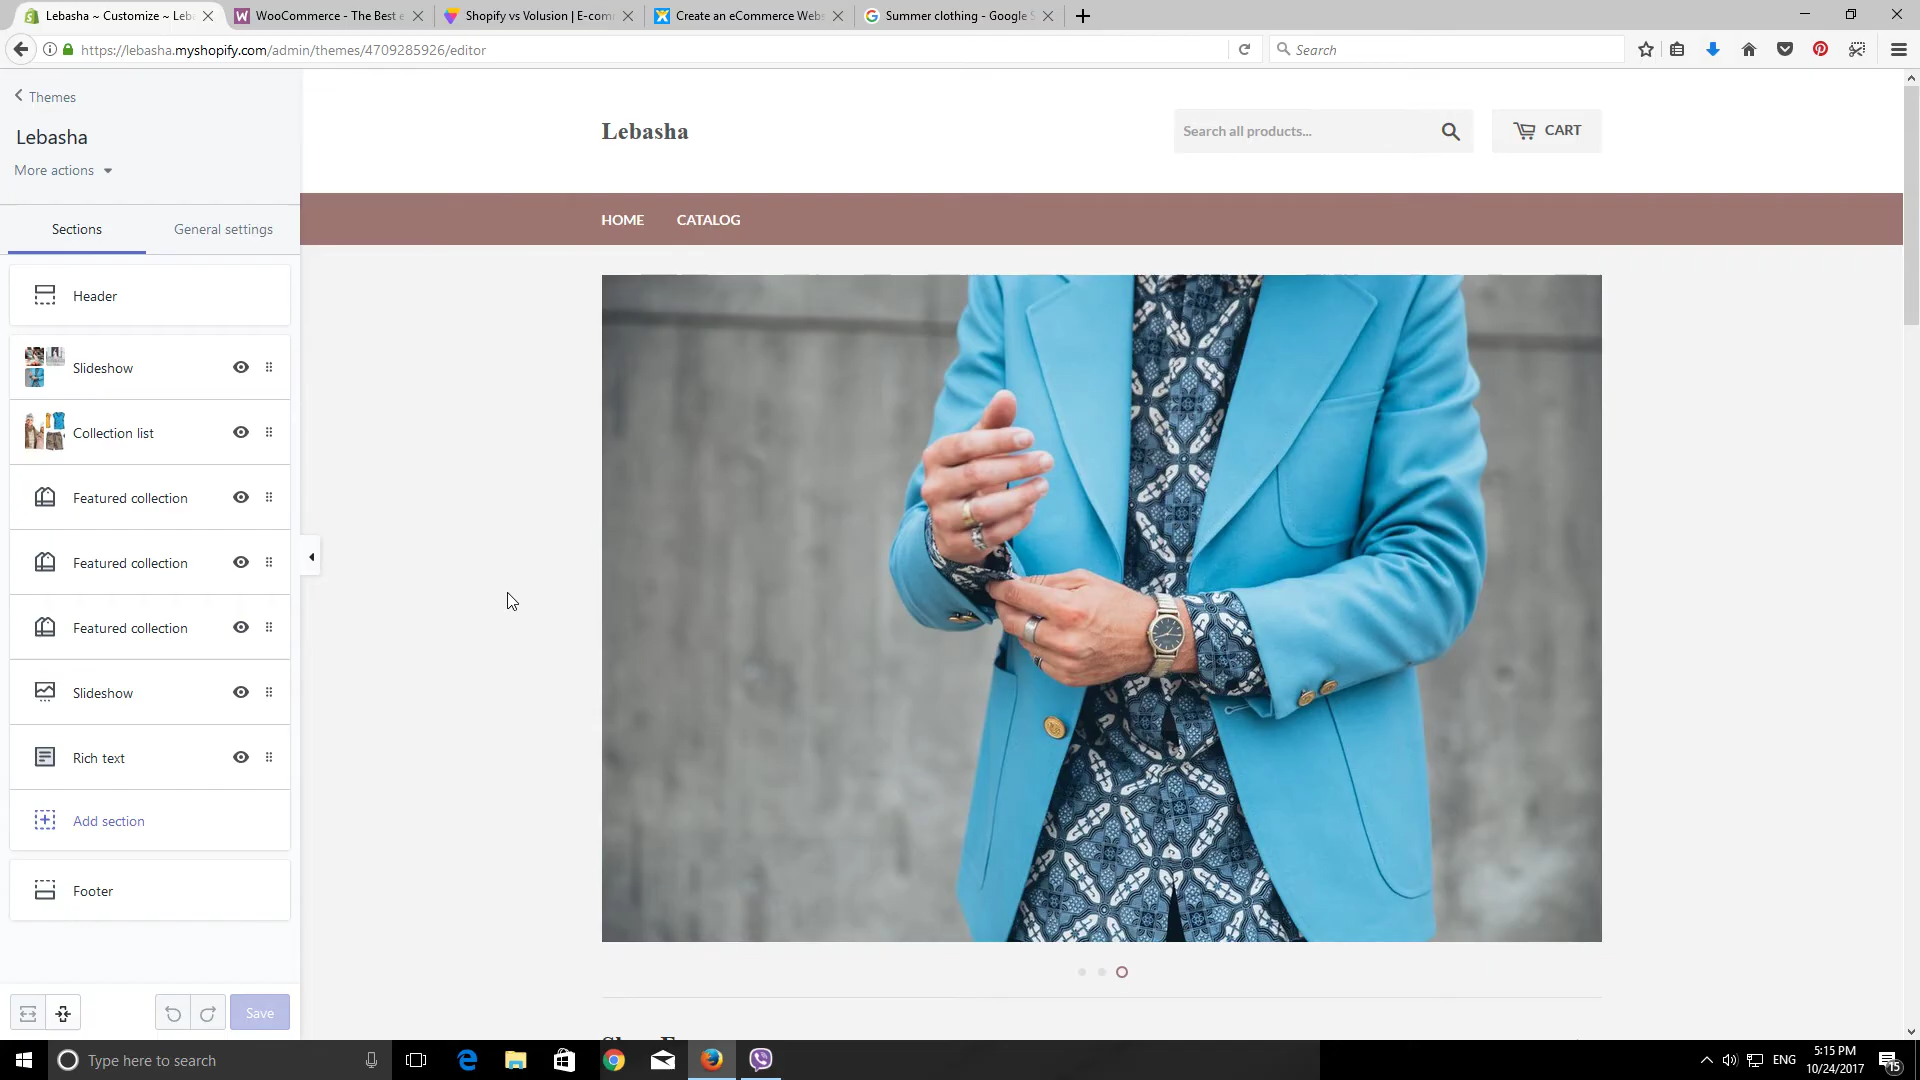 Lebasha ~ Customize ~ Leb
WooCommerce - The Best e
Shopify vs Volusion | E-com
Create an eCommerce Webs
Summer clothing - Google S
https://lebasha.myshopify.com/admin/themes/4709285926/editor
Search
Themes
Lebasha
More actions
Sections
General settings
Header
Slideshow
Collection list
Featured collection
Featured collection
Featured collection
Slideshow
Rich text
Add section
Footer
Save
Lebasha
Search all products...
CART
HOME
CATALOG
Type here to search
ENG
5:15 PM
10/24/2017
15